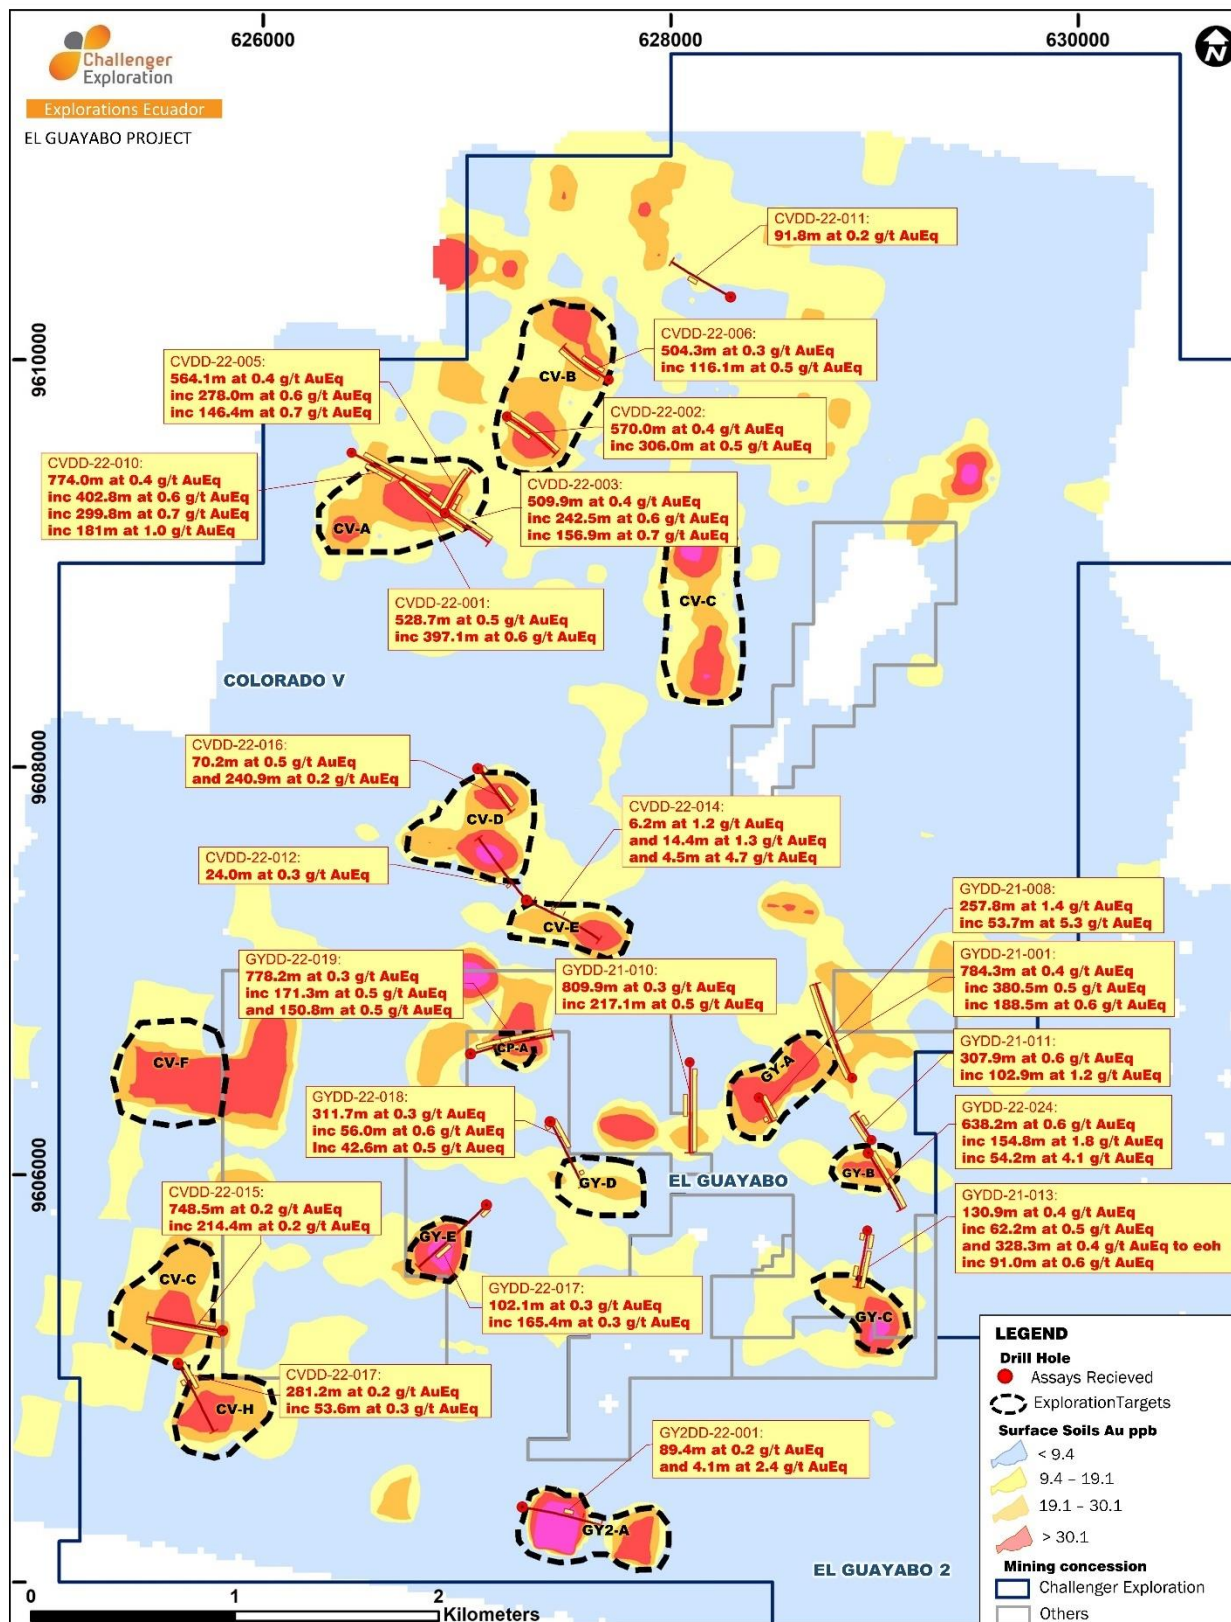 626000
628000
630000
N
Challenger
Exploration
Explorations Ecuador
EL GUAYABO PROJECT
CVDD-22-011:
91.8m at 0.2 g/t AuEq
9610000
CVDD-22-006:
504.3m at 0.3 g/t AuEq
inc 116.1m at 0.5 g/t AuEq
CVDD-22-005:
564.1m at 0.4 g/t AuEq
inc 278.0m at 0.6 g/t AuEq
inc 146.4m at 0.7 g/t AuEq
CV-B
CVDD-22-002:
570.0m at 0.4 g/t AuEq
inc 306.0m at 0.5 g/t AuEq
CVDD-22-010:
774.0m at 0.4 g/t AuEq
inc 402.8m at 0.6 g/t AuEq
inc 299.8m at 0.7 g/t AuEq
inc 181m at 1.0 g/t AuEq
CVDD-22-003:
509.9m at 0.4 g/t AuEq
inc 242.5m at 0.6 g/t AuEq
inc 156.9m at 0.7 g/t AuEq
CV-A
CVDD-22-001:
528.7m at 0.5 g/t AuEq
inc 397.1m at 0.6 g/t AuEq
CV-C
COLORADO V
9608000
CVDD-22-016:
70.2m at 0.5 g/t AuEq
and 240.9m at 0.2 g/t AuEq
CV-D
CVDD-22-014:
6.2m at 1.2 g/t AuEq
and 14.4m at 1.3 g/t AuEq
and 4.5m at 4.7 g/t AuEq
CVDD-22-012:
24.0m at 0.3 g/t AuEq
CV-E
GYDD-21-008:
257.8m at 1.4 g/t AuEq
inc 53.7m at 5.3 g/t AuEq
GYDD-22-019:
778.2m at 0.3 g/t AuEq
inc 171.3m at 0.5 g/t AuEq
and 150.8m at 0.5 g/t AuEq
GYDD-21-010:
809.9m at 0.3 g/t AuEq
inc 217.1m at 0.5 g/t AuEq
GYDD-21-001:
784.3m at 0.4 g/t AuEq
inc 380.5m 0.5 g/t AuEq
inc 188.5m at 0.6 g/t AuEq
CP-A
CV-F
GY-A
GYDD-21-011:
307.9m at 0.6 g/t AuEq
inc 102.9m at 1.2 g/t AuEq
GYDD-22-018:
311.7m at 0.3 g/t AuEq
inc 56.0m at 0.6 g/t AuEq
Inc 42.6m at 0.5 g/t Aueq
GYDD-22-024:
638.2m at 0.6 g/t AuEq
inc 154.8m at 1.8 g/t AuEq
inc 54.2m at 4.1 g/t AuEq
9606000
GY-B
GY-D
EL GUAYABO
CVDD-22-015:
748.5m at 0.2 g/t AuEq
inc 214.4m at 0.2 g/t AuEq
GYDD-21-013:
130.9m at 0.4 g/t AuEq
inc 62.2m at 0.5 g/t AuEq
and 328.3m at 0.4 g/t AuEq to eoh
inc 91.0m at 0.6 g/t AuEq
GY-E
CV-C
GYDD-22-017:
102.1m at 0.3 g/t AuEq
inc 165.4m at 0.3 g/t AuEq
GY-C
CVDD-22-017:
281.2m at 0.2 g/t AuEq
inc 53.6m at 0.3 g/t AuEq
CV-H
GY2DD-22-001:
89.4m at 0.2 g/t AuEq
and 4.1m at 2.4 g/t AuEq
GY2-A
EL GUAYABO 2
LEGEND
Drill Hole
Assays Recieved
ExplorationTargets
Surface Soils Au ppb
< 9.4
9.4 – 19.1
19.1 – 30.1
> 30.1
Mining concession
Challenger Exploration
Others
0 1 2
Kilometers